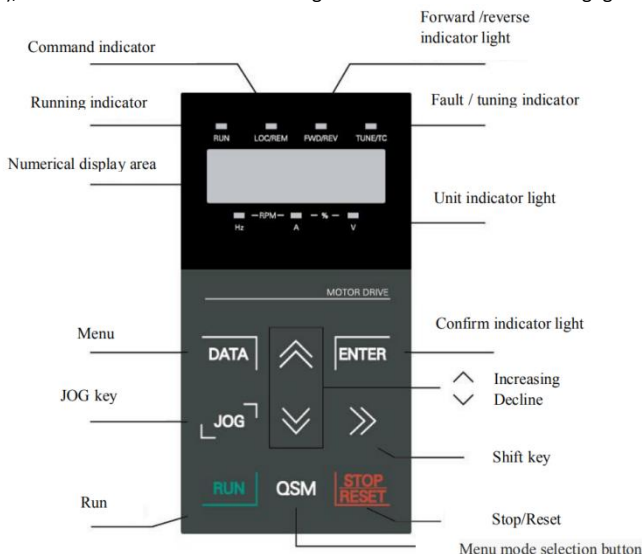 Forward /reverse
indicator light
Command indicator
Running indicator
Fault / tuning indicator
RUN LOC/REM FWD/REV TUNE/TC
Numerical display area
Unit indicator light
RPM %
Hz A V
MOTOR DRIVE
Confirm indicator light
Menu
DATA ENTER
Increasing
Decline
JOG key
JOG
Shift key
RUN QSM STOP
RESET
Run
Stop/Reset
Menu mode selection button